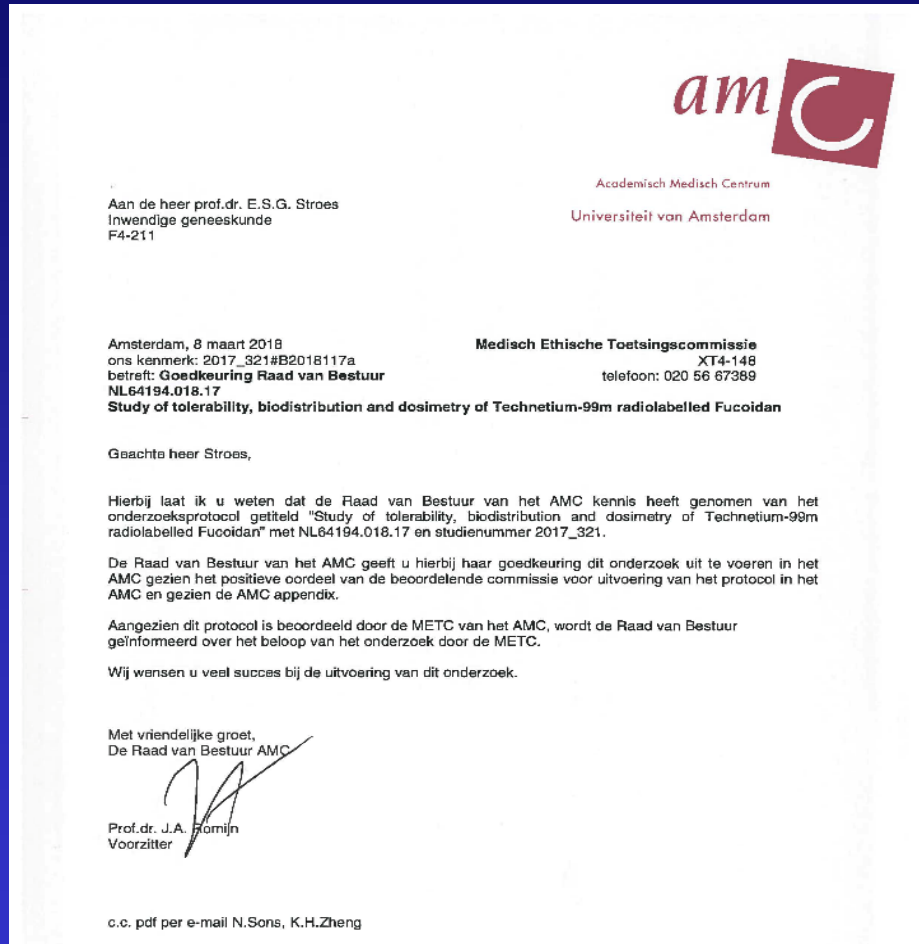 amC
Academisch Medisch Centrum
Universiteit van Amsterdam
Aan de heer prof.dr. E.S.G. Stroes
Inwendige geneeskunde
F4-211
Amsterdam, 8 maart 2018
ons kenmerk: 2017_321#B2018117a
betreft: Goedkeuring Raad van Bestuur
NL64194.018.17
Medisch Ethische Toetsingscommissie
XT4-148
telefoon: 020 56 67389
Study of tolerability, biodistribution and dosimetry of Technetium-99m radiolabelled Fucoidan
Geachte heer Stroes,
Hierbij laat ik u weten dat de Raad van Bestuur van het AMC kennis heeft genomen van het
onderzoeksprotocol getiteld "Study of tolerability, biodistribution and dosimetry of Technetium-99m
radiolabelled Fucoidan" met NL64194.018.17 en studienummer 2017_321.
De Raad van Bestuur van het AMC geeft u hierbij haar goedkeuring dit onderzoek uit te voeren in het
AMC gezien het positieve oordeel van de beoordelende commissie voor uitvoering van het protocol in het
AMC en gezien de AMC appendix.
Aangezien dit protocol is beoordeeld door de METC van het AMC, wordt de Raad van Bestuur
geïnformeerd over het beloop van het onderzoek door de METC.
Wij wensen u veel succes bij de uitvoering van dit onderzoek.
Met vriendelijke groet,
De Raad van Bestuur AMC
Prof.dr. J.A. Romijn
Voorzitter
c.c. pdf per e-mail N.Sons, K.H.Zheng